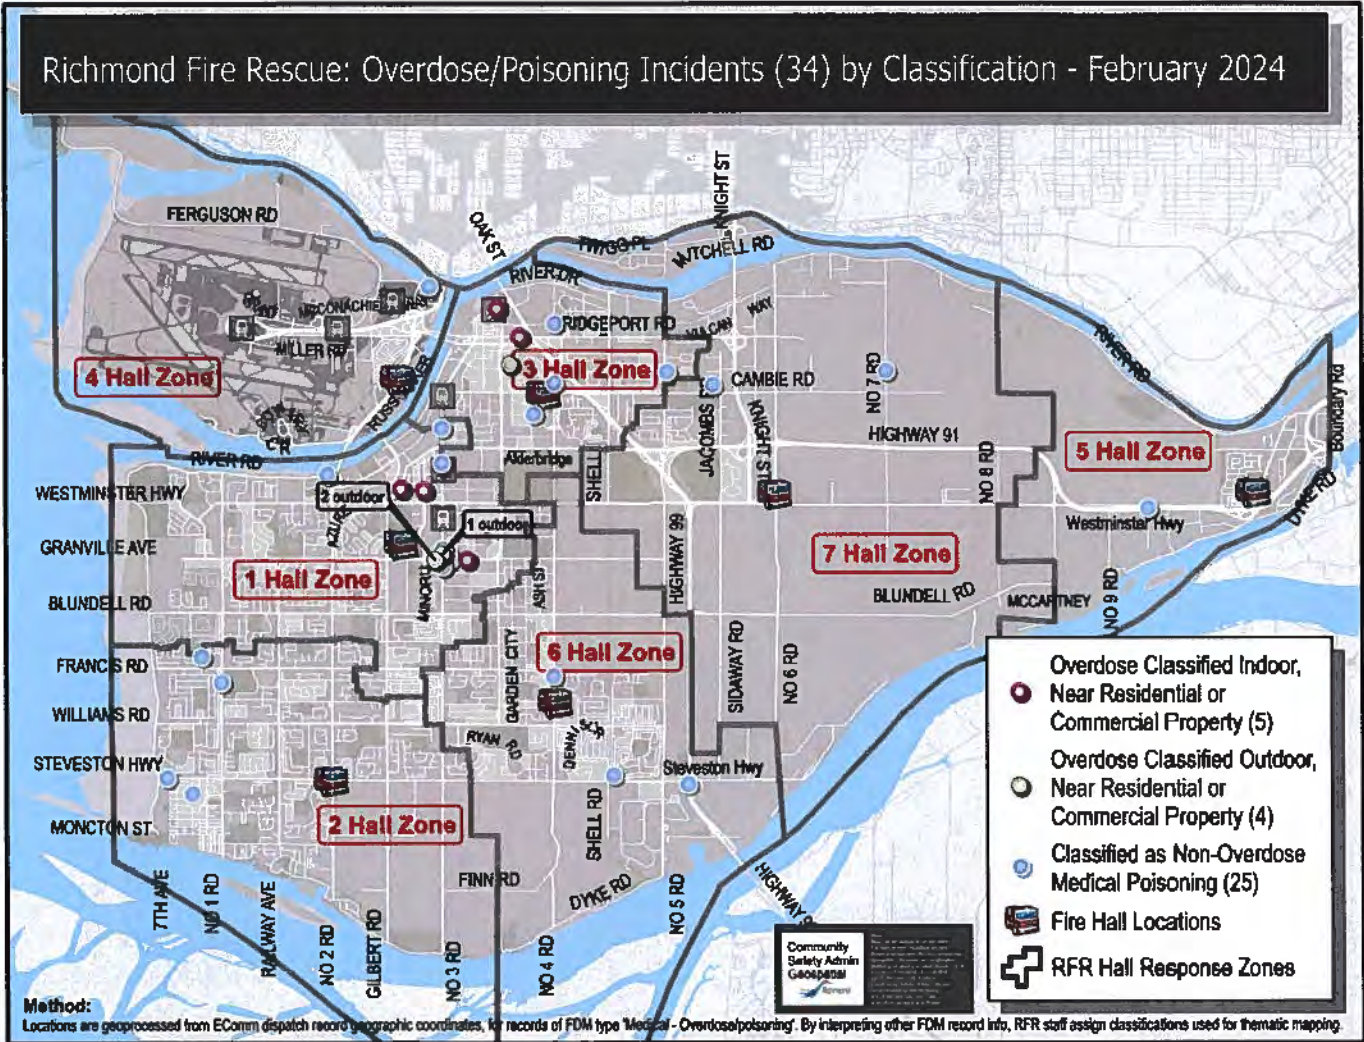 Richmond Fire Rescue: Overdose/Poisoning Incidents (34) by Classification - February 2024
KNIGHT ST
FERGUSON RD
OAK ST
TWIGG PL
MITCHELL RD
RIVER DR
MCCONACHIE WAY
MILLER RD
BRIDGEPORT RD
VULCAN WAY
RIVER RD
4 Hall Zone
3 Hall Zone
CAMBIE RD
NO 7 RD
Boundary Rd
JACOBMS
KNIGHT ST
HIGHWAY 91
5 Hall Zone
RIVER RD
Alderbridge
SHELL
NO 8 RD
WESTMINSTER HWY
2 outdoor
1 outdoor
Westminster Hwy
DYKE RD
GRANVILLE AVE
HIGHWAY 99
7 Hall Zone
1 Hall Zone
MINORU
ASH ST
BLUNDELL RD
BLUNDELL RD
MCCARTNEY
NO 9 RD
FRANCIS RD
GARDEN CITY
6 Hall Zone
SIDAWAY RD
NO 6 RD
WILLIAMS RD
RYAN RD
STEVESTON HWY
Steveston Hwy
MONCTON ST
2 Hall Zone
SHELL RD
FINN RD
DYKE RD
7TH AVE
NO 1 RD
RAILWAY AVE
NO 2 RD
GILBERT RD
NO 3 RD
NO 4 RD
NO 5 RD
Overdose Classified Indoor,
Near Residential or
Commercial Property (5)
Overdose Classified Outdoor,
Near Residential or
Commercial Property (4)
Classified as Non-Overdose
Medical Poisoning (25)
Fire Hall Locations
RFR Hall Response Zones
Community
Safety Admin
Geospatial
Method:
Locations are geoprocessed from EComm dispatch record geographic coordinates, for records of FDM type 'Medical - Overdose/poisoning'. By interpreting other FDM record info, RFR staff assign classifications used for thematic mapping.